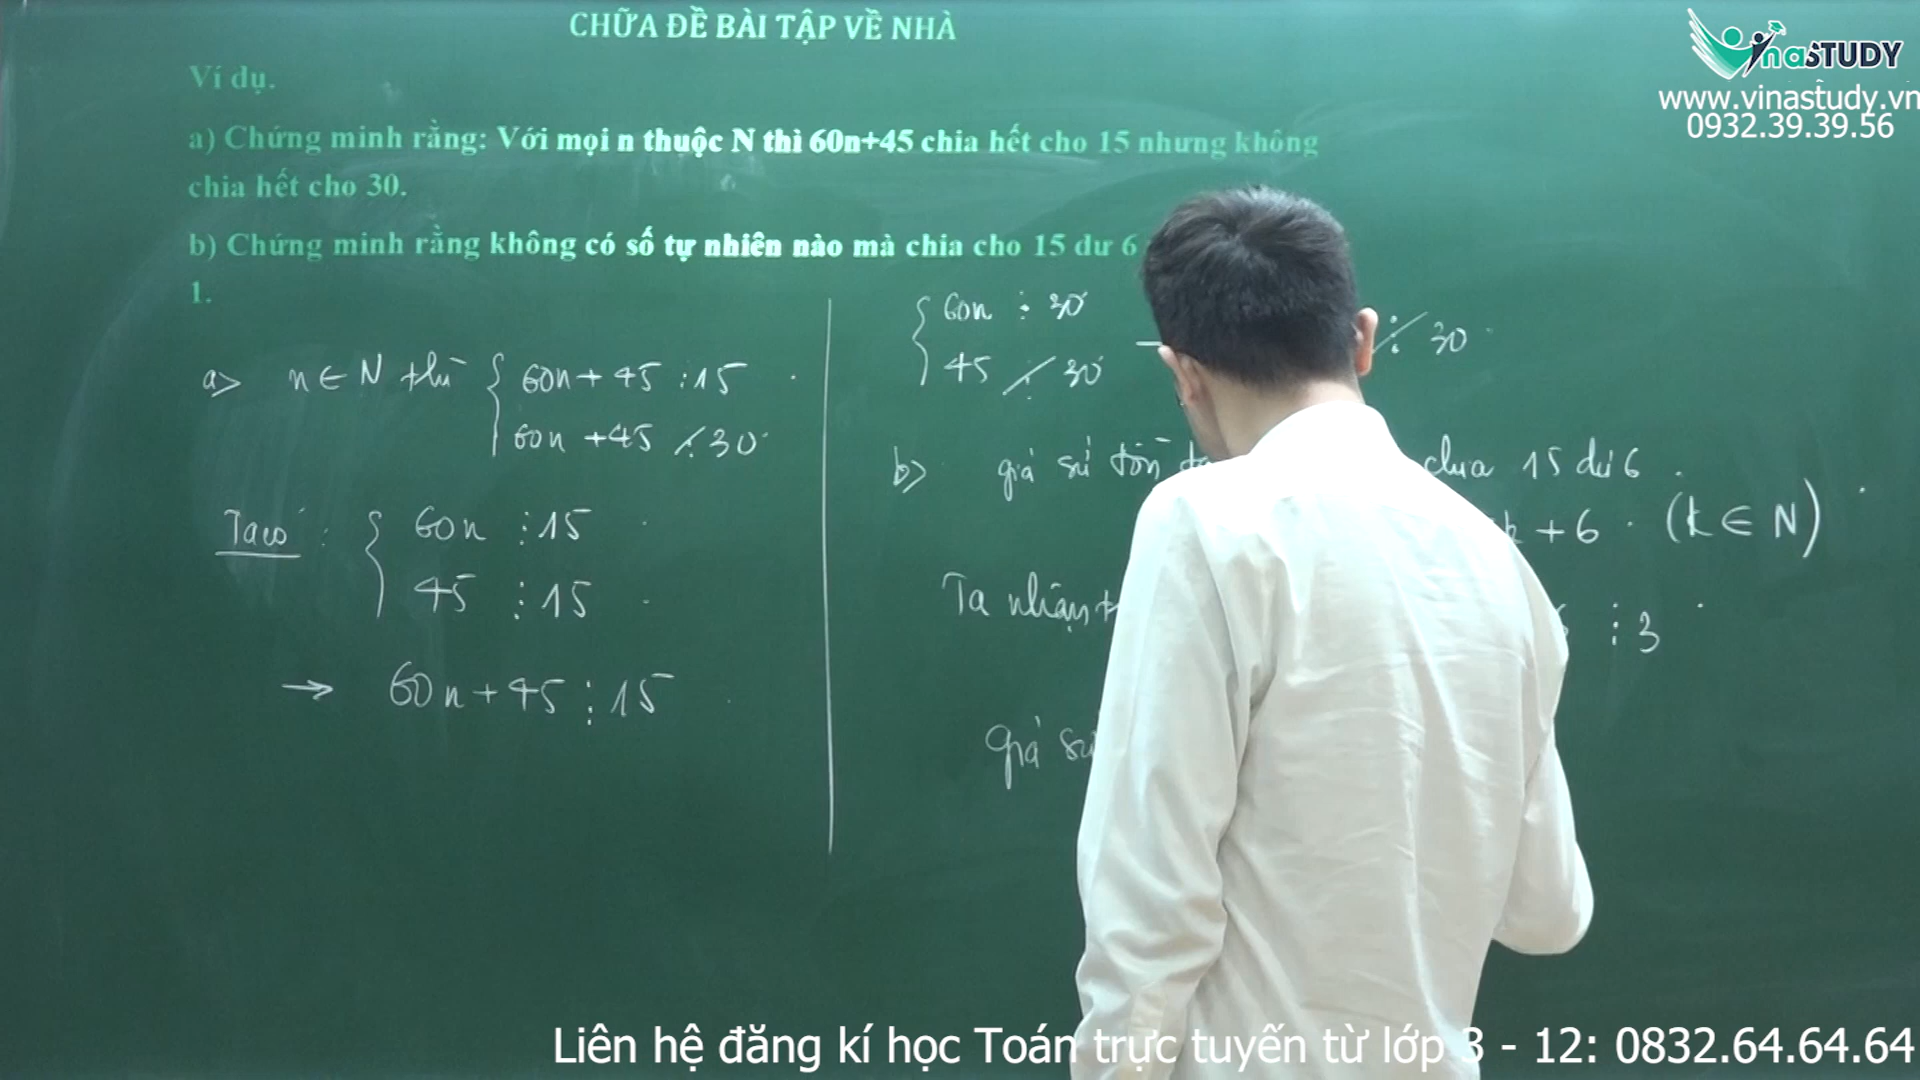 CHỮA ĐỀ BÀI TẬP VỀ NHÀ
VinaSTUDY
www.vinastudy.vn
0932.39.39.56
Ví dụ.
a) Chứng minh rằng: Với mọi n thuộc N thì 60n+45 chia hết cho 15 nhưng không
chia hết cho 30.
b) Chứng minh rằng không có số tự nhiên nào mà chia cho 15 dư 6
1.
a> n ∈ N thì { 60n + 45 ⋮ 15
60n + 45 ⋮̸ 30
Ta có : { 60n ⋮ 15
45 ⋮ 15
→ 60n + 45 ⋮ 15
{ 60n ⋮ 30
45 ⋮̸ 30
⋮̸ 30
b> giả sử tồn chia 15 dư 6
+ 6 (k ∈ N)
Ta nhận
⋮ 3
giả sử
Liên hệ đăng kí học Toán trực tuyến từ lớp 3 - 12: 0832.64.64.64